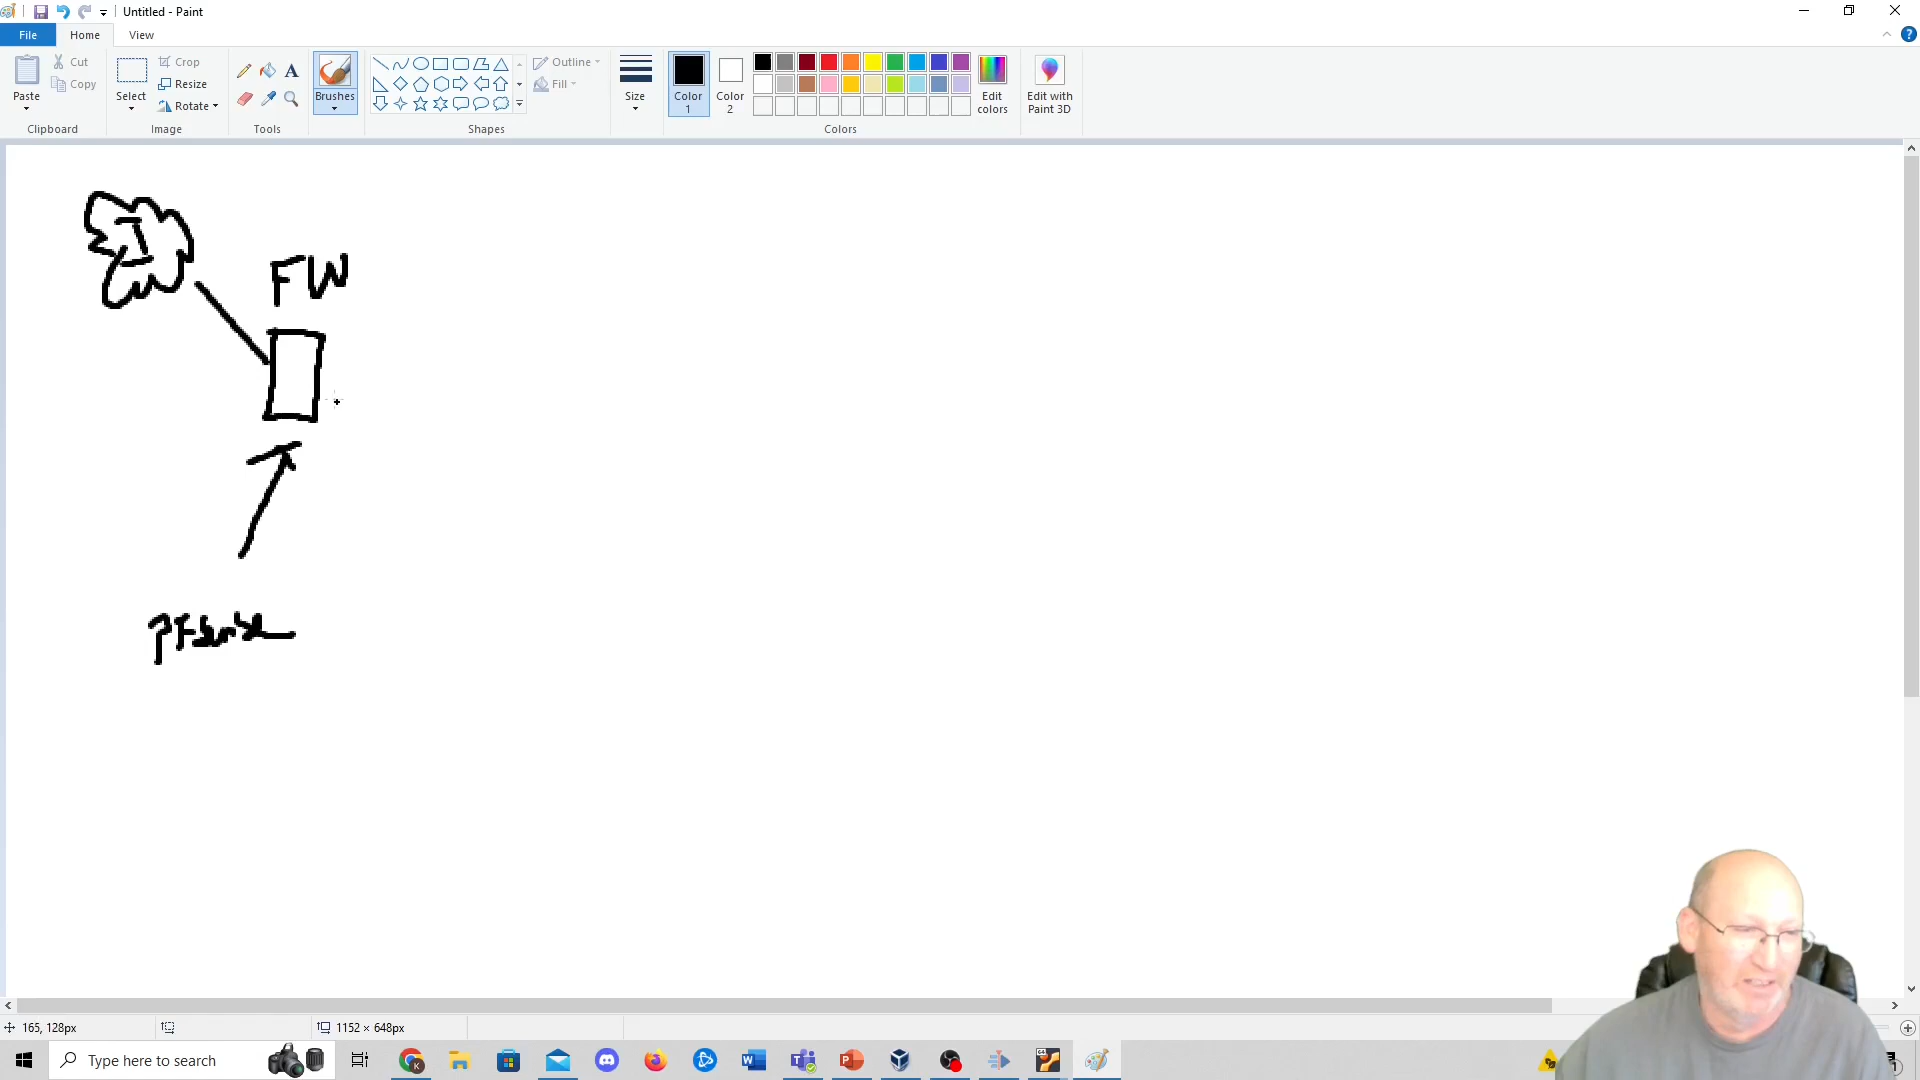 Untitled - Paint
File Home View
Paste
Cut
Copy
Clipboard
Select
Crop
Resize
Rotate
Image
Tools
Brushes
Shapes
Outline
Fill
Size
Color 1
Color 2
Colors
Edit colors
Edit with Paint 3D
I
FW
pfsense
165, 128px
1152 × 648px
Type here to search